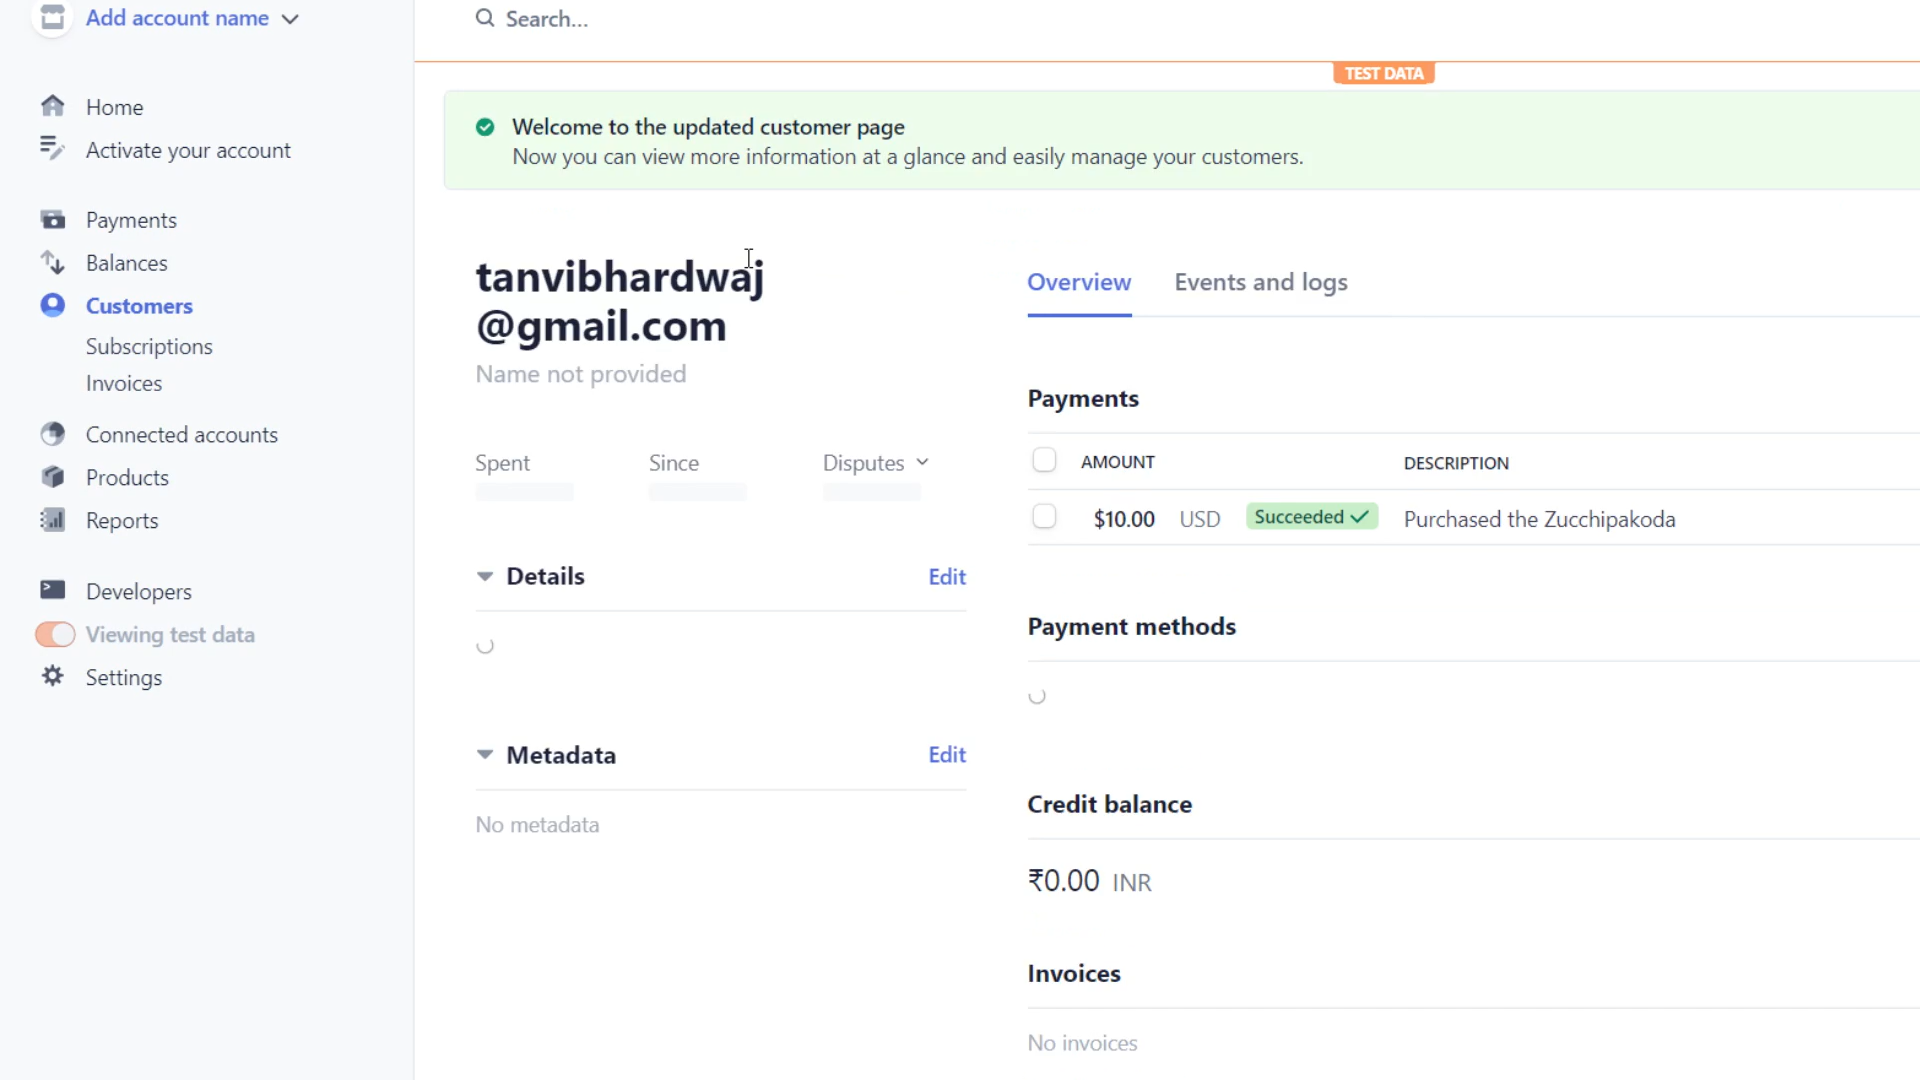 Add account name
Search...
TEST DATA
Home
Activate your account
Payments
Balances
Customers
Subscriptions
Invoices
Connected accounts
Products
Reports
Developers
Viewing test data
Settings
Welcome to the updated customer page
Now you can view more information at a glance and easily manage your customers.
tanvibhardwaj
@gmail.com
Name not provided
Spent Since Disputes
Details Edit
Metadata Edit
No metadata
Overview Events and logs
Payments
AMOUNT DESCRIPTION
$10.00 USD Succeeded ✓ Purchased the Zucchipakoda
Payment methods
Credit balance
₹0.00 INR
Invoices
No invoices